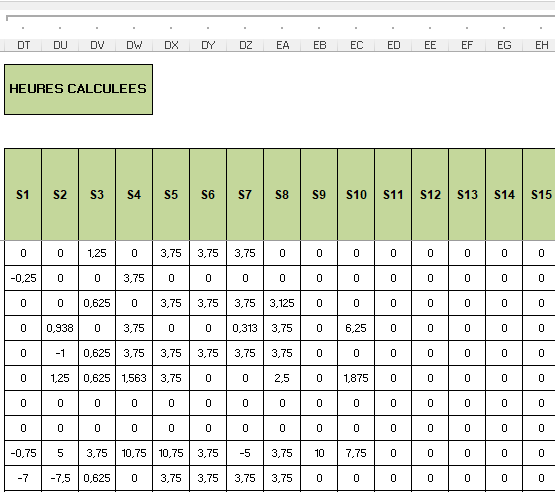 DT DU DV DW DX DY DZ EA EB EC ED EE EF EG EH
HEURES CALCULEES
S1 S2 S3 S4 S5 S6 S7 S8 S9 S10 S11 S12 S13 S14 S15
0 0 1,25 0 3,75 3,75 3,75 0 0 0 0 0 0 0 0
-0,25 0 0 3,75 0 0 0 0 0 0 0 0 0 0 0
0 0 0,625 0 3,75 3,75 3,75 3,125 0 0 0 0 0 0 0
0 0,938 0 3,75 0 0 0,313 3,75 0 6,25 0 0 0 0 0
0 -1 0,625 3,75 3,75 3,75 3,75 3,75 0 0 0 0 0 0 0
0 1,25 0,625 1,563 3,75 0 0 2,5 0 1,875 0 0 0 0 0
0 0 0 0 0 0 0 0 0 0 0 0 0 0 0
0 0 0 0 0 0 0 0 0 0 0 0 0 0 0
-0,75 5 3,75 10,75 10,75 3,75 -5 3,75 10 7,75 0 0 0 0 0
-7 -7,5 0,625 0 3,75 3,75 3,75 3,75 0 0 0 0 0 0 0